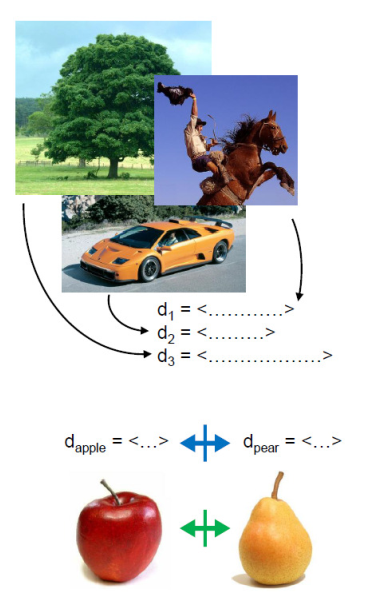 d1 = <…………>
d2 = <………>
d3 = <………………>
dapple = <…> dpear = <…>